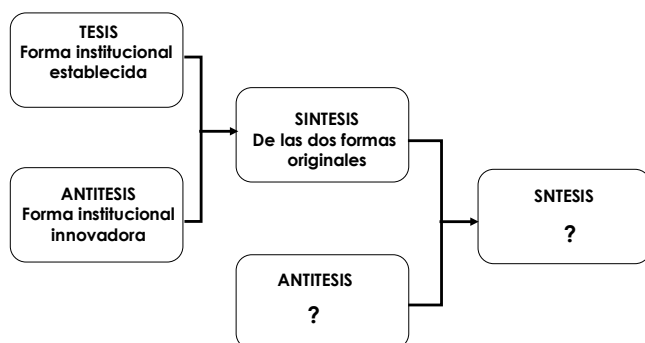 TESIS
Forma institucional
establecida
ANTITESIS
Forma institucional
innovadora
SINTESIS
De las dos formas
originales
ANTITESIS
?
SNTESIS
?